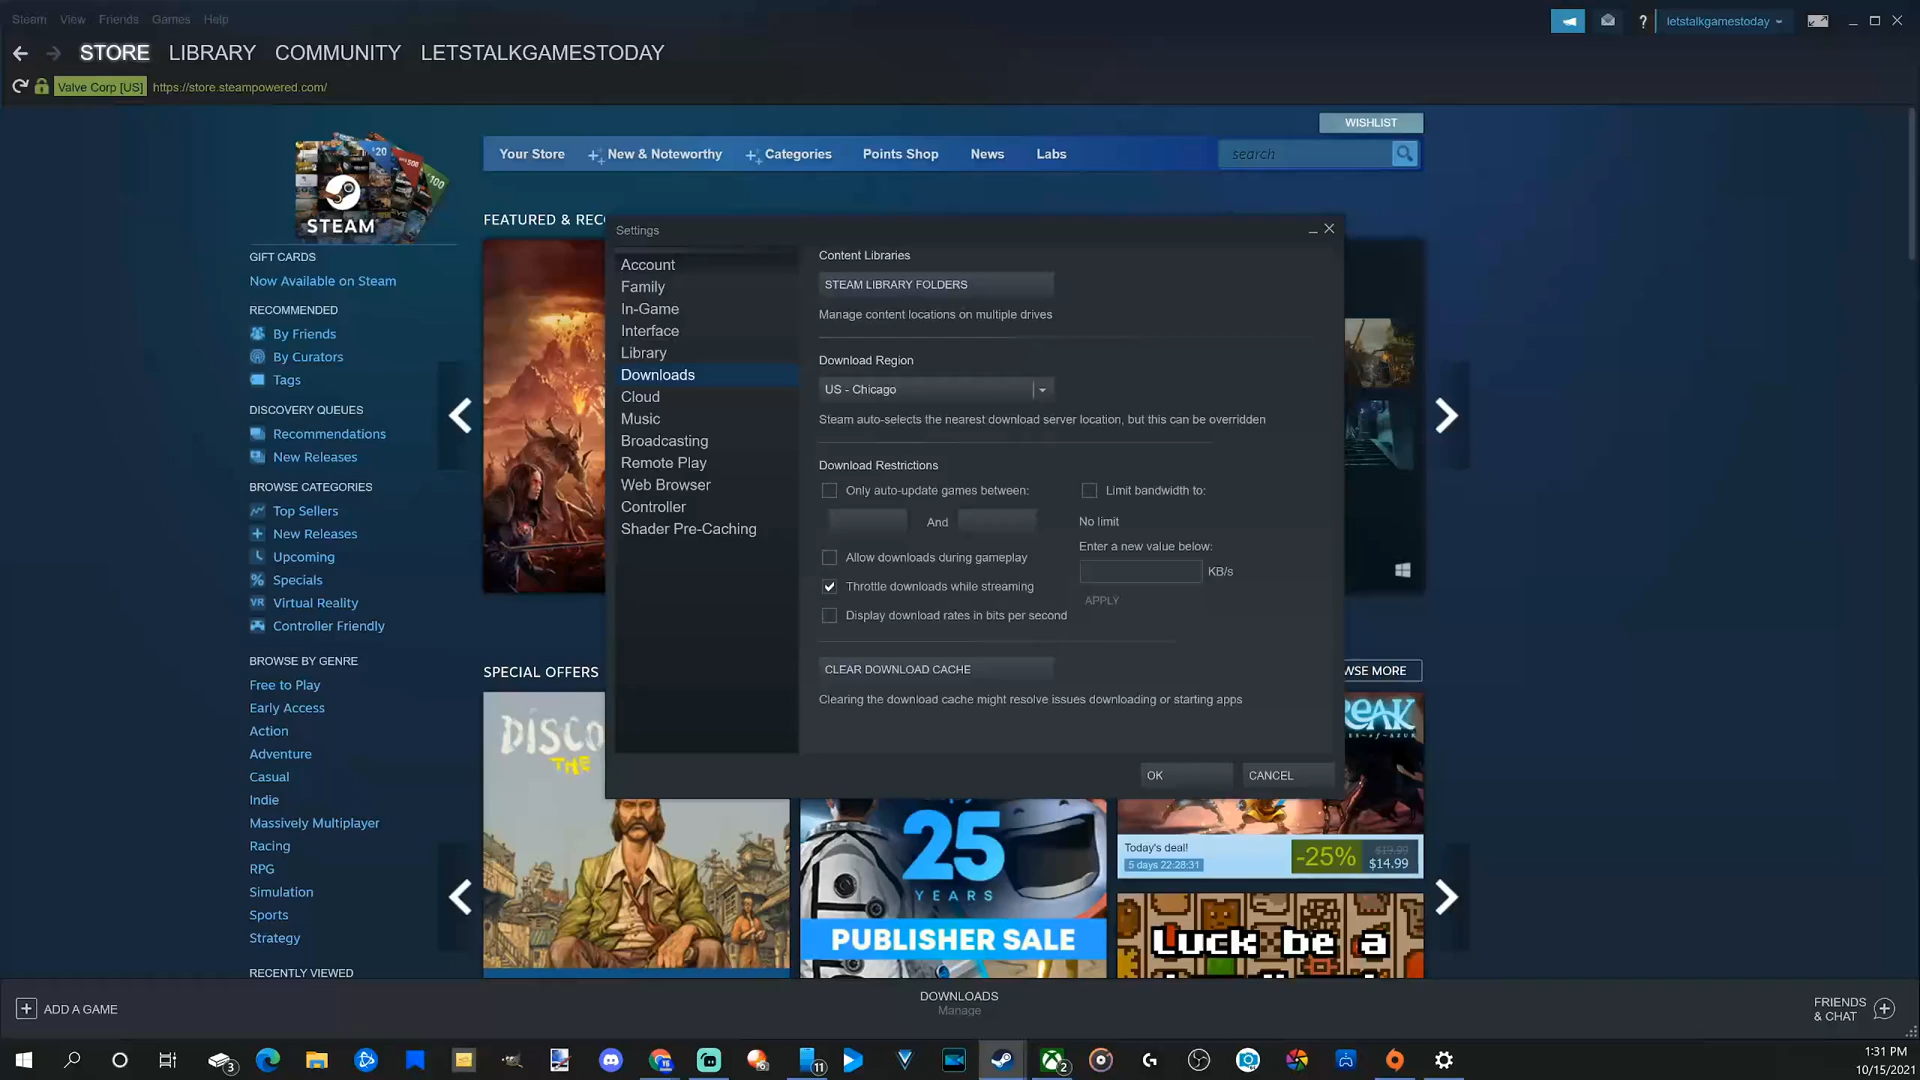 Steam View Friends Games Help
letstalkgamestoday
STORE LIBRARY COMMUNITY LETSTALKGAMESTODAY
Valve Corp [US] https://store.steampowered.com/
WISHLIST
Your Store New & Noteworthy Categories Points Shop News Labs search
$20 $500 $100
STEAM
GIFT CARDS
Now Available on Steam
RECOMMENDED
By Friends
By Curators
Tags
DISCOVERY QUEUES
Recommendations
New Releases
BROWSE CATEGORIES
Top Sellers
New Releases
Upcoming
Specials
VR Virtual Reality
Controller Friendly
BROWSE BY GENRE
Free to Play
Early Access
Action
Adventure
Casual
Indie
Massively Multiplayer
Racing
RPG
Simulation
Sports
Strategy
RECENTLY VIEWED
FEATURED & REC
Settings
Account
Family
In-Game
Interface
Library
Downloads
Cloud
Music
Broadcasting
Remote Play
Web Browser
Controller
Shader Pre-Caching
Content Libraries
STEAM LIBRARY FOLDERS
Manage content locations on multiple drives
Download Region
US - Chicago
Steam auto-selects the nearest download server location, but this can be overridden
Download Restrictions
Only auto-update games between:
And
Allow downloads during gameplay
Throttle downloads while streaming
Display download rates in bits per second
Limit bandwidth to:
No limit
Enter a new value below:
KB/s
APPLY
CLEAR DOWNLOAD CACHE
Clearing the download cache might resolve issues downloading or starting apps
OK CANCEL
SPECIAL OFFERS
WSE MORE
DISCO
THE
25
YEARS
PUBLISHER SALE
REAK
Today's deal!
5 days 22:28:31
-25% $19.99
$14.99
Luck be a
ADD A GAME
DOWNLOADS
Manage
FRIENDS
& CHAT
3
11
2
1:31 PM
10/15/2021